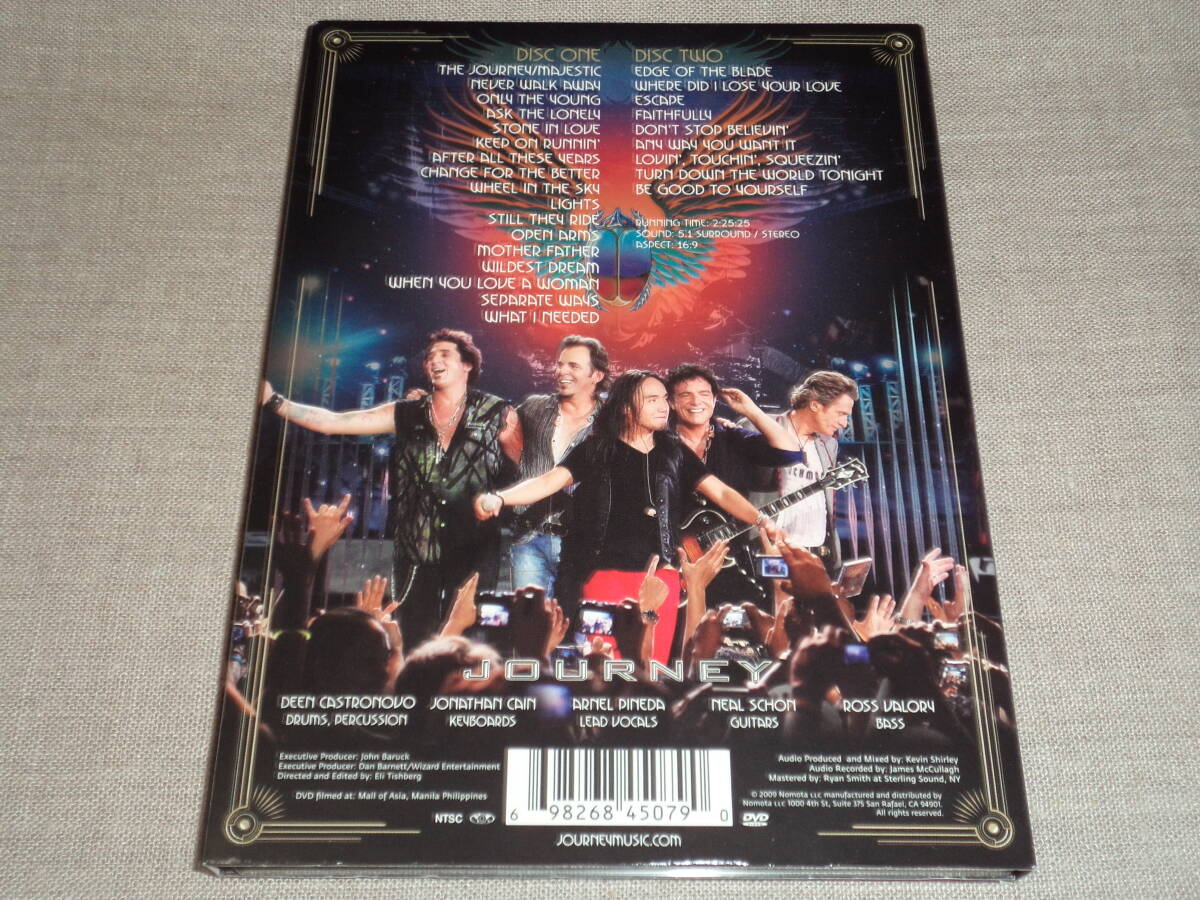 DISC ONE
THE JOURNEY/MAJESTIC
NEVER WALK AWAY
ONLY THE YOUNG
ASK THE LONELY
STONE IN LOVE
KEEP ON RUNNIN'
AFTER ALL THESE YEARS
CHANGE FOR THE BETTER
WHEEL IN THE SKY
LIGHTS
STILL THEY RIDE
OPEN ARMS
MOTHER FATHER
WILDEST DREAM
WHEN YOU LOVE A WOMAN
SEPARATE WAYS
WHAT I NEEDED
DISC TWO
EDGE OF THE BLADE
WHERE DID I LOSE YOUR LOVE
ESCAPE
FAITHFULLY
DON'T STOP BELIEVIN'
ANY WAY YOU WANT IT
LOVIN', TOUCHIN', SQUEEZIN'
TURN DOWN THE WORLD TONIGHT
BE GOOD TO YOURSELF
RUNNING TIME: 2:25:25
SOUND: 5.1 SURROUND / STEREO
ASPECT: 16:9
JOURNEY
DEEN CASTRONOVO
DRUMS, PERCUSSION
JONATHAN CAIN
KEYBOARDS
ARNEL PINEDA
LEAD VOCALS
NEAL SCHON
GUITARS
ROSS VALORY
BASS
Executive Producer: John Baruck
Executive Producer: Dan Barnett/Wizard Entertainment
Directed and Edited by: Eli Tishberg
DVD filmed at: Mall of Asia, Manila Philippines
NTSC
6 98268 45079 0
DVD
JOURNEYMUSIC.COM
Audio Produced and Mixed by: Kevin Shirley
Audio Recorded by: James McCullagh
Mastered by: Ryan Smith at Sterling Sound, NY
© 2009 Nomota LLC manufactured and distributed by
Nomota LLC 1000 4th St, Suite 375 San Rafael, CA 94901.
All rights reserved.